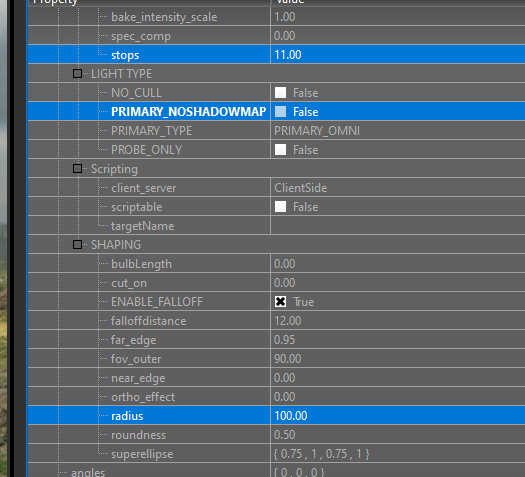 Property Value
bake_intensity_scale 1.00
spec_comp 0.00
stops 11.00
LIGHT TYPE
NO_CULL False
PRIMARY_NOSHADOWMAP False
PRIMARY_TYPE PRIMARY_OMNI
PROBE_ONLY False
Scripting
client_server ClientSide
scriptable False
targetName
SHAPING
bulbLength 0.00
cut_on 0.00
ENABLE_FALLOFF True
falloffdistance 12.00
far_edge 0.95
fov_outer 90.00
near_edge 0.00
ortho_effect 0.00
radius 100.00
roundness 0.50
superellipse { 0.75 , 1 , 0.75 , 1 }
angles { 0 , 0 , 0 }